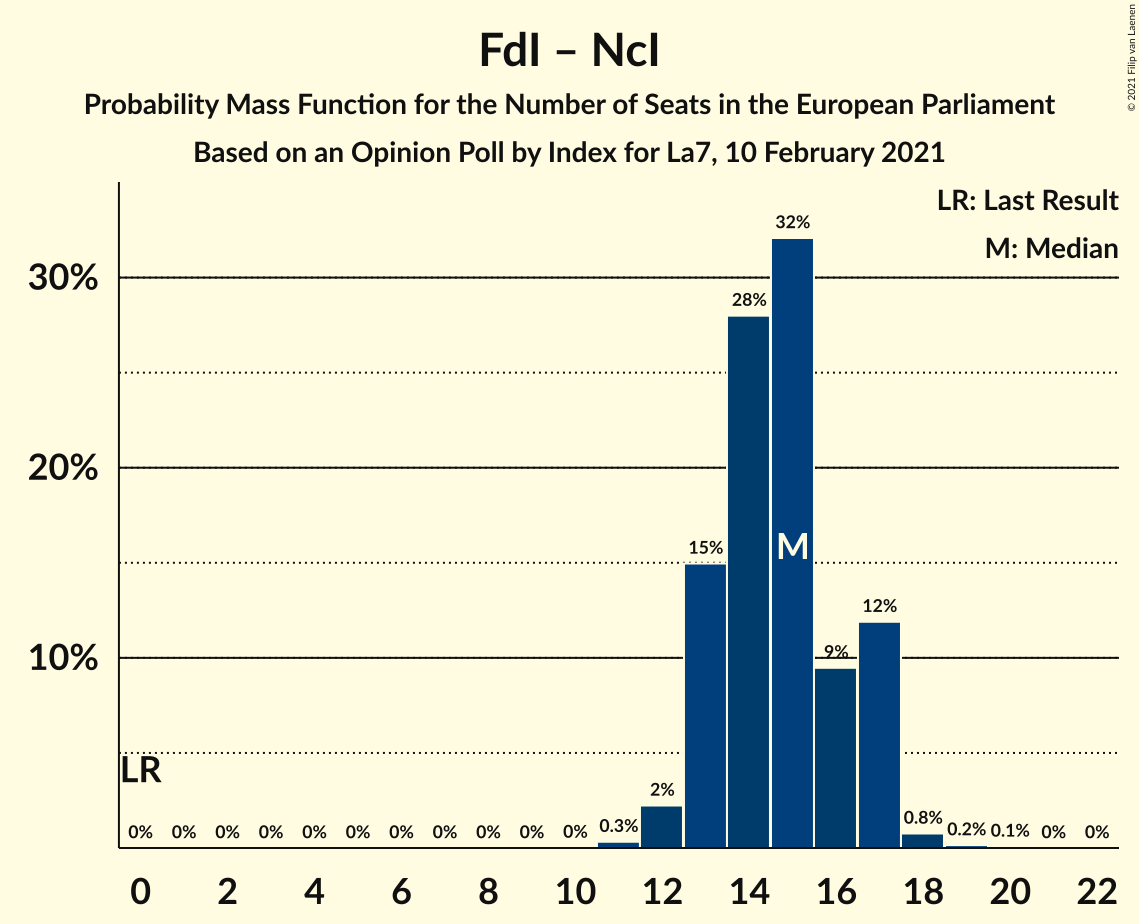 © 2021 Filip van Laenen
FdI – NcI
Probability Mass Function for the Number of Seats in the European Parliament
Based on an Opinion Poll by Index for La7, 10 February 2021
LR: Last Result
M: Median
32%
30%
28%
20%
15%
M
12%
10%
9%
LR
2%
0% 0% 0% 0% 0% 0% 0% 0% 0% 0% 0% 0.3% 0.8% 0.2% 0.1% 0% 0%
0 2 4 6 8 10 12 14 16 18 20 22